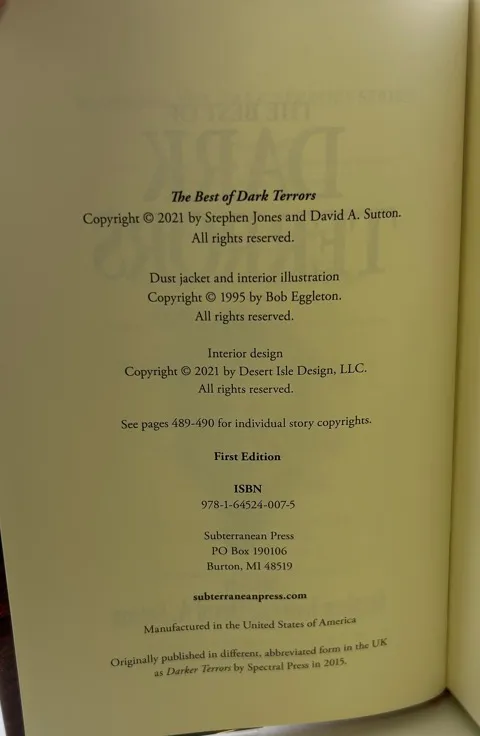 The Best of Dark Terrors
Copyright © 2021 by Stephen Jones and David A. Sutton.
All rights reserved.
Dust jacket and interior illustration
Copyright © 1995 by Bob Eggleton.
All rights reserved.
Interior design
Copyright © 2021 by Desert Isle Design, LLC.
All rights reserved.
See pages 489-490 for individual story copyrights.
First Edition
ISBN
978-1-64524-007-5
Subterranean Press
PO Box 190106
Burton, MI 48519
subterraneanpress.com
Manufactured in the United States of America
Originally published in different, abbreviated form in the UK
as Darker Terrors by Spectral Press in 2015.